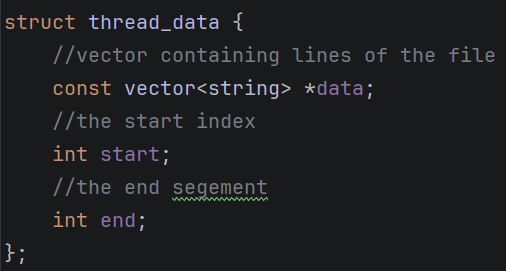 struct thread_data {
    //vector containing lines of the file
    const vector<string> *data;
    //the start index
    int start;
    //the end segement
    int end;
};